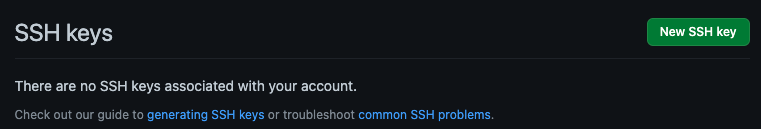 SSH keys
New SSH key
There are no SSH keys associated with your account.
Check out our guide to generating SSH keys or troubleshoot common SSH problems.